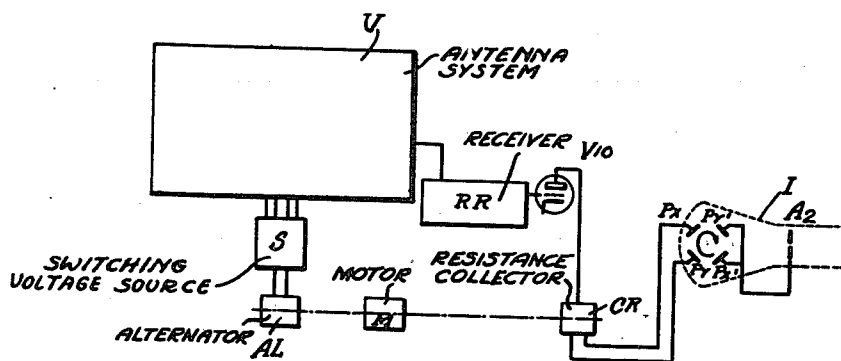 U
ANTENNA
SYSTEM
RECEIVER
V10
RR
I
Px
Py'
A2
C
Py
Px'
S
SWITCHING
VOLTAGE SOURCE
RESISTANCE
COLLECTOR
MOTOR
M
CR
ALTERNATOR
AL